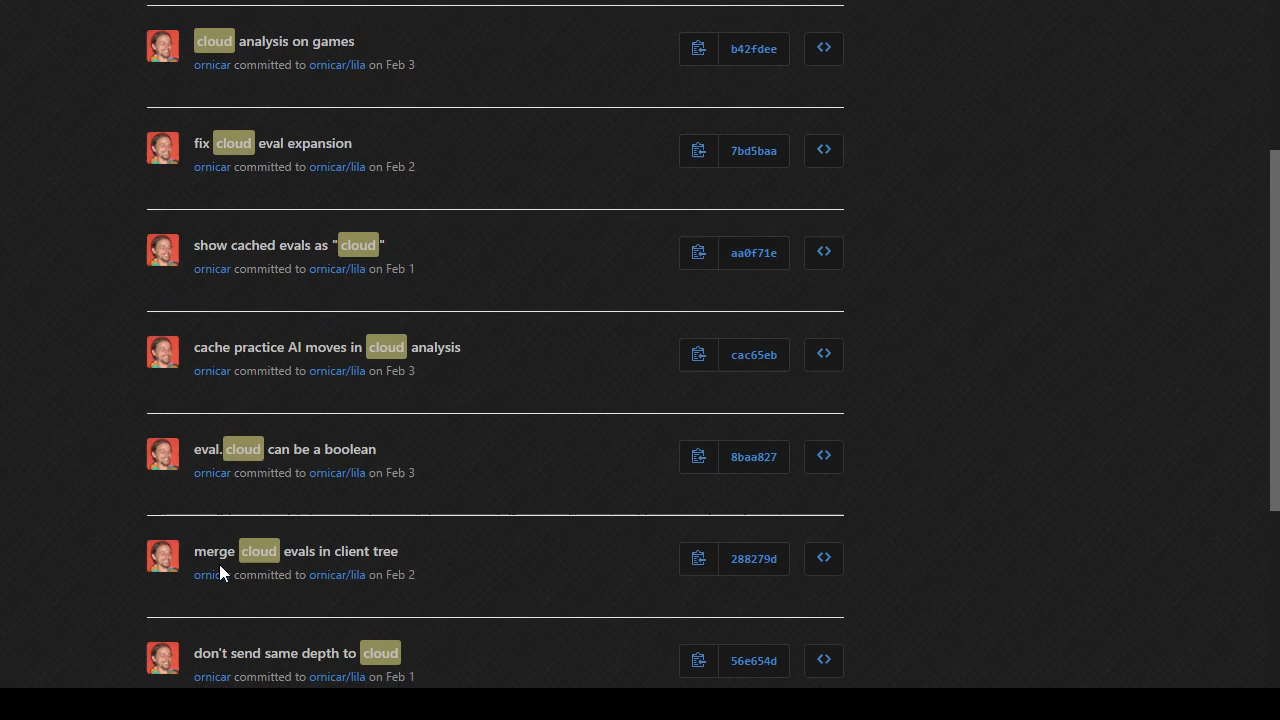 cloud analysis on games
b42fdee
ornicar committed to ornicar/lila on Feb 3
fix cloud eval expansion
7bd5baa
ornicar committed to ornicar/lila on Feb 2
show cached evals as "cloud"
aa0f71e
ornicar committed to ornicar/lila on Feb 1
cache practice AI moves in cloud analysis
cac65eb
ornicar committed to ornicar/lila on Feb 3
eval.cloud can be a boolean
8baa827
ornicar committed to ornicar/lila on Feb 3
merge cloud evals in client tree
288279d
ornicar committed to ornicar/lila on Feb 2
don't send same depth to cloud
56e654d
ornicar committed to ornicar/lila on Feb 1